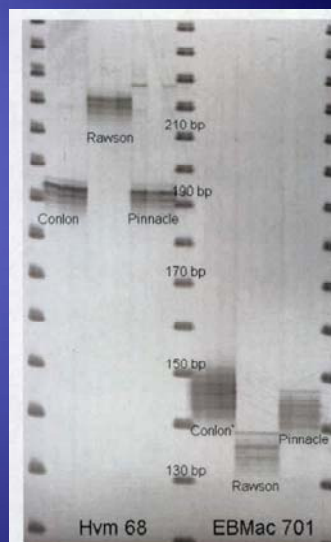 210 bp
Rawson
190 bp
Conlon
Pinnacle
170 bp
150 bp
Conlon*
Pinnacle
130 bp
Rawson
Hvm 68
EBMac 701